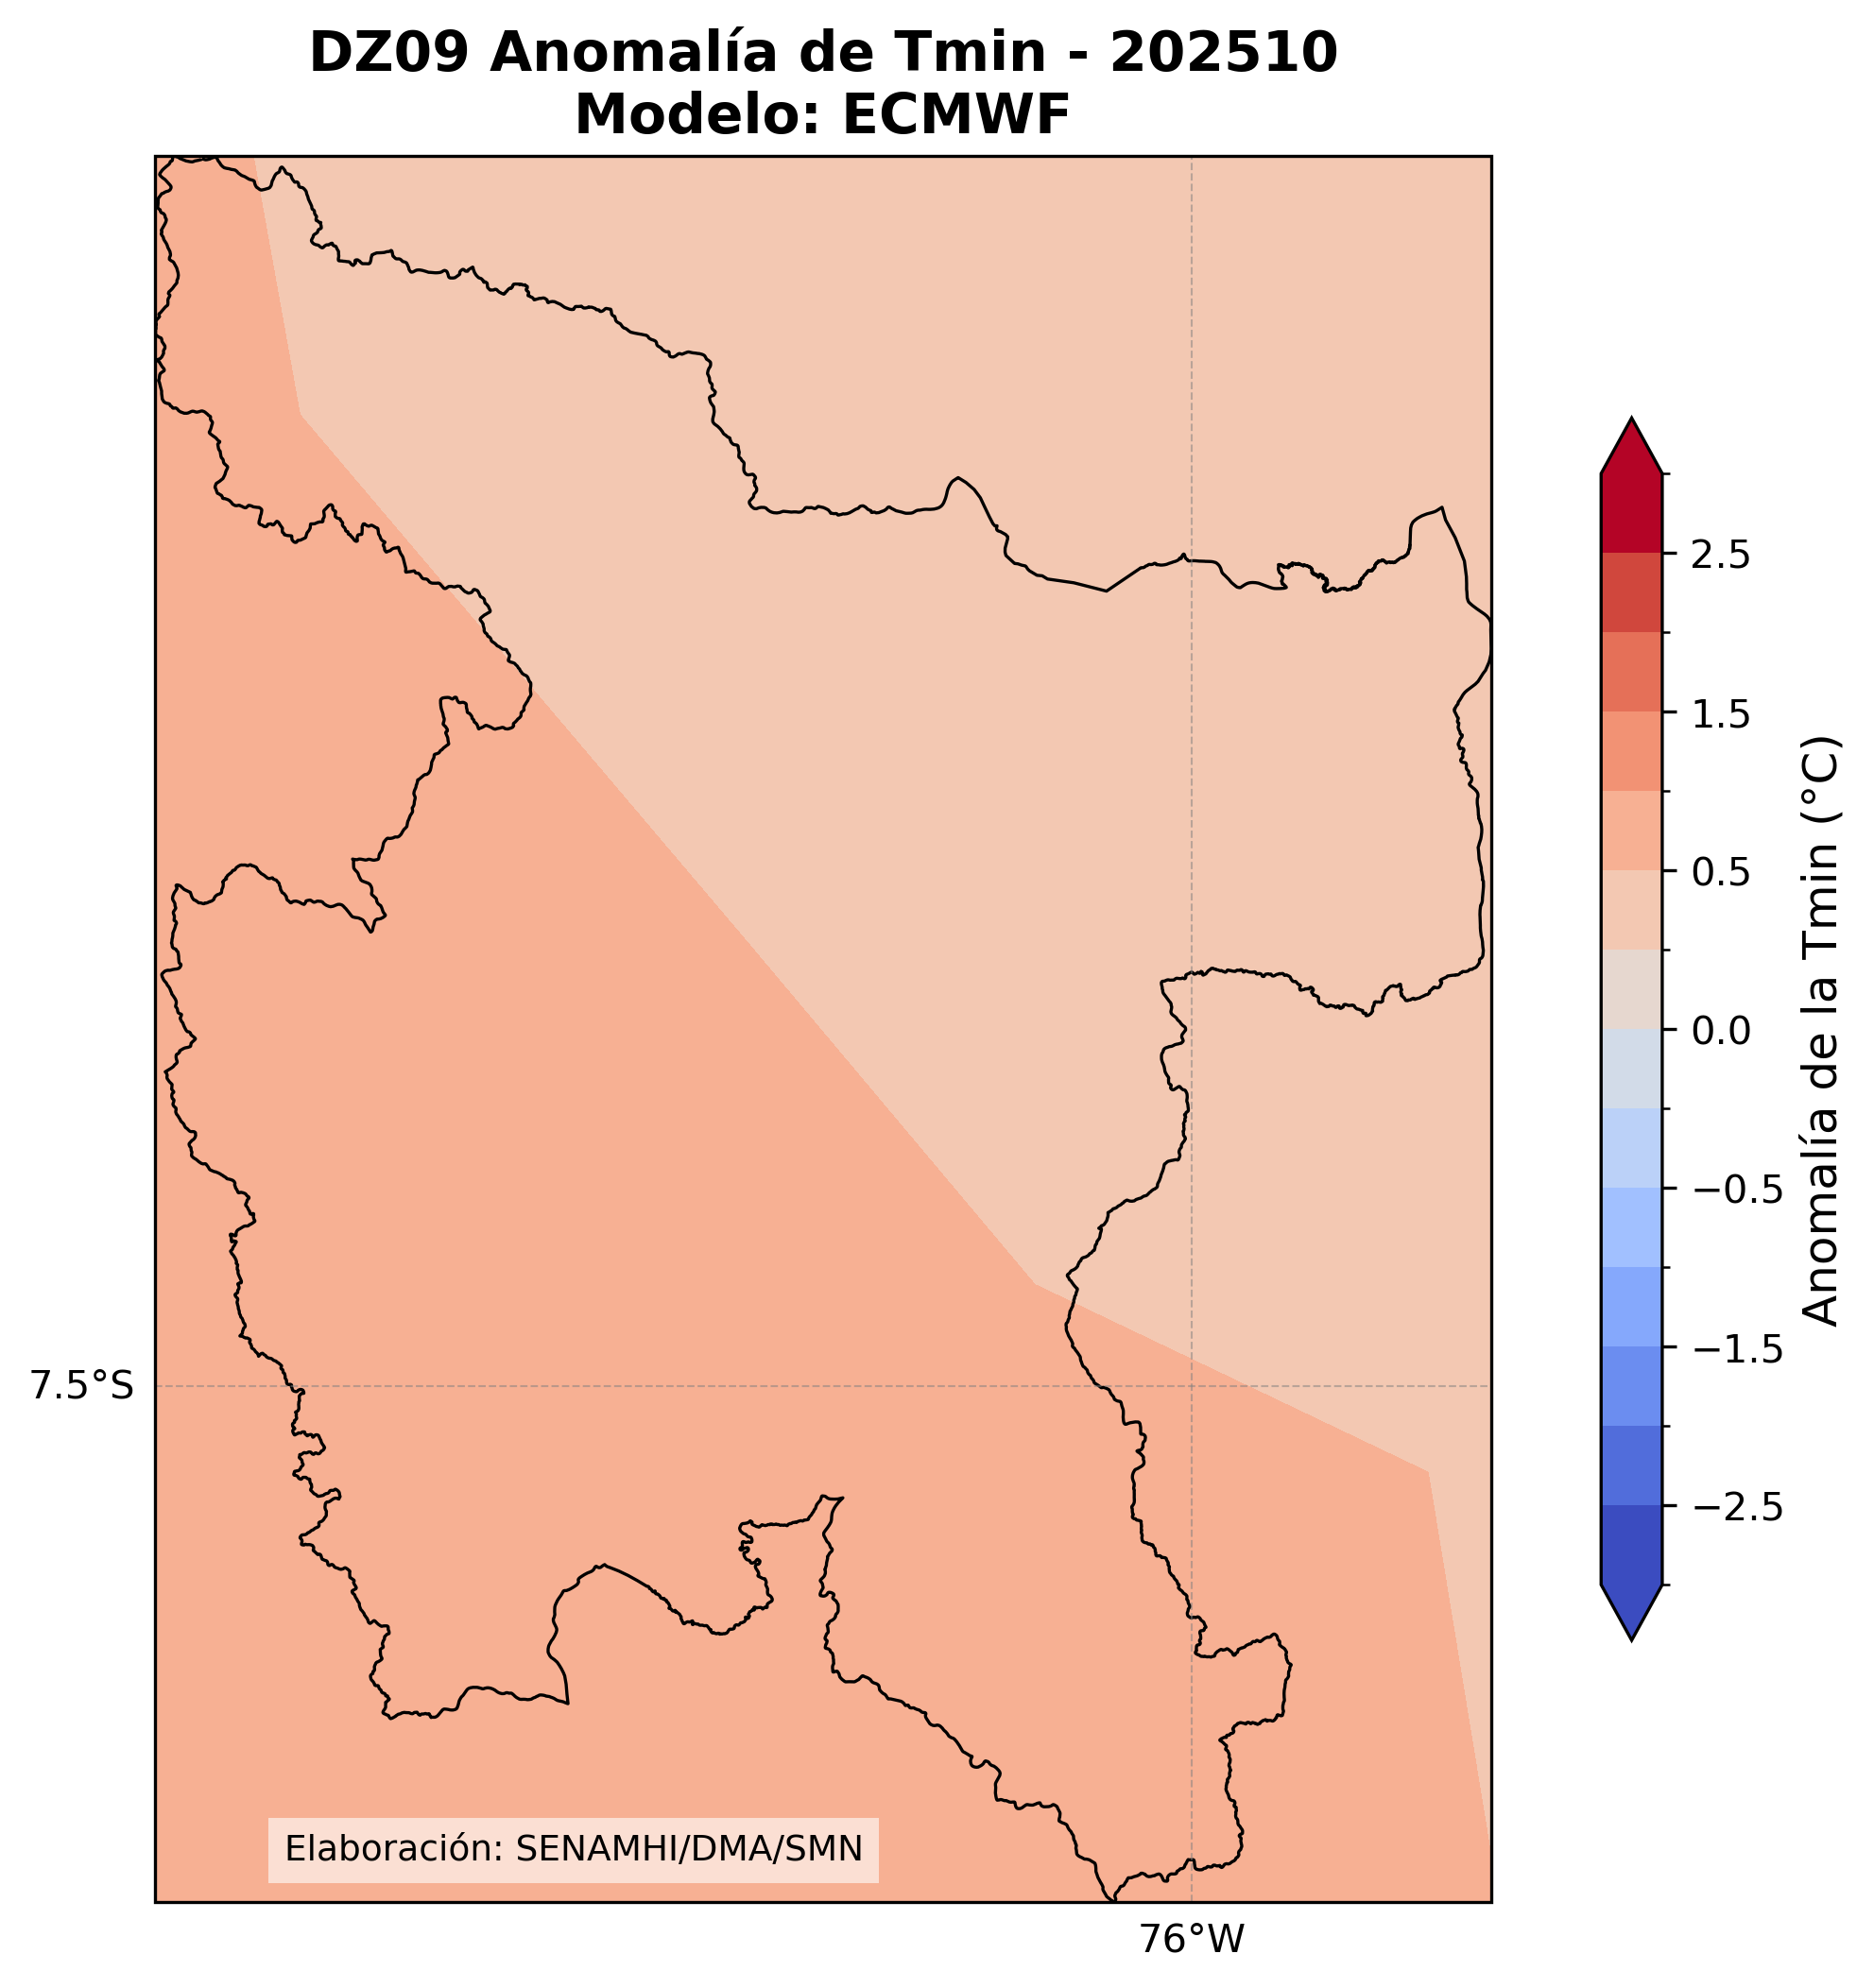 DZ09 Anomalía de Tmin - 202510
Modelo: ECMWF
2.5
1.5
0.5
0.0
−0.5
−1.5
−2.5
Anomalía de la Tmin (°C)
7.5°S
Elaboración: SENAMHI/DMA/SMN
76°W